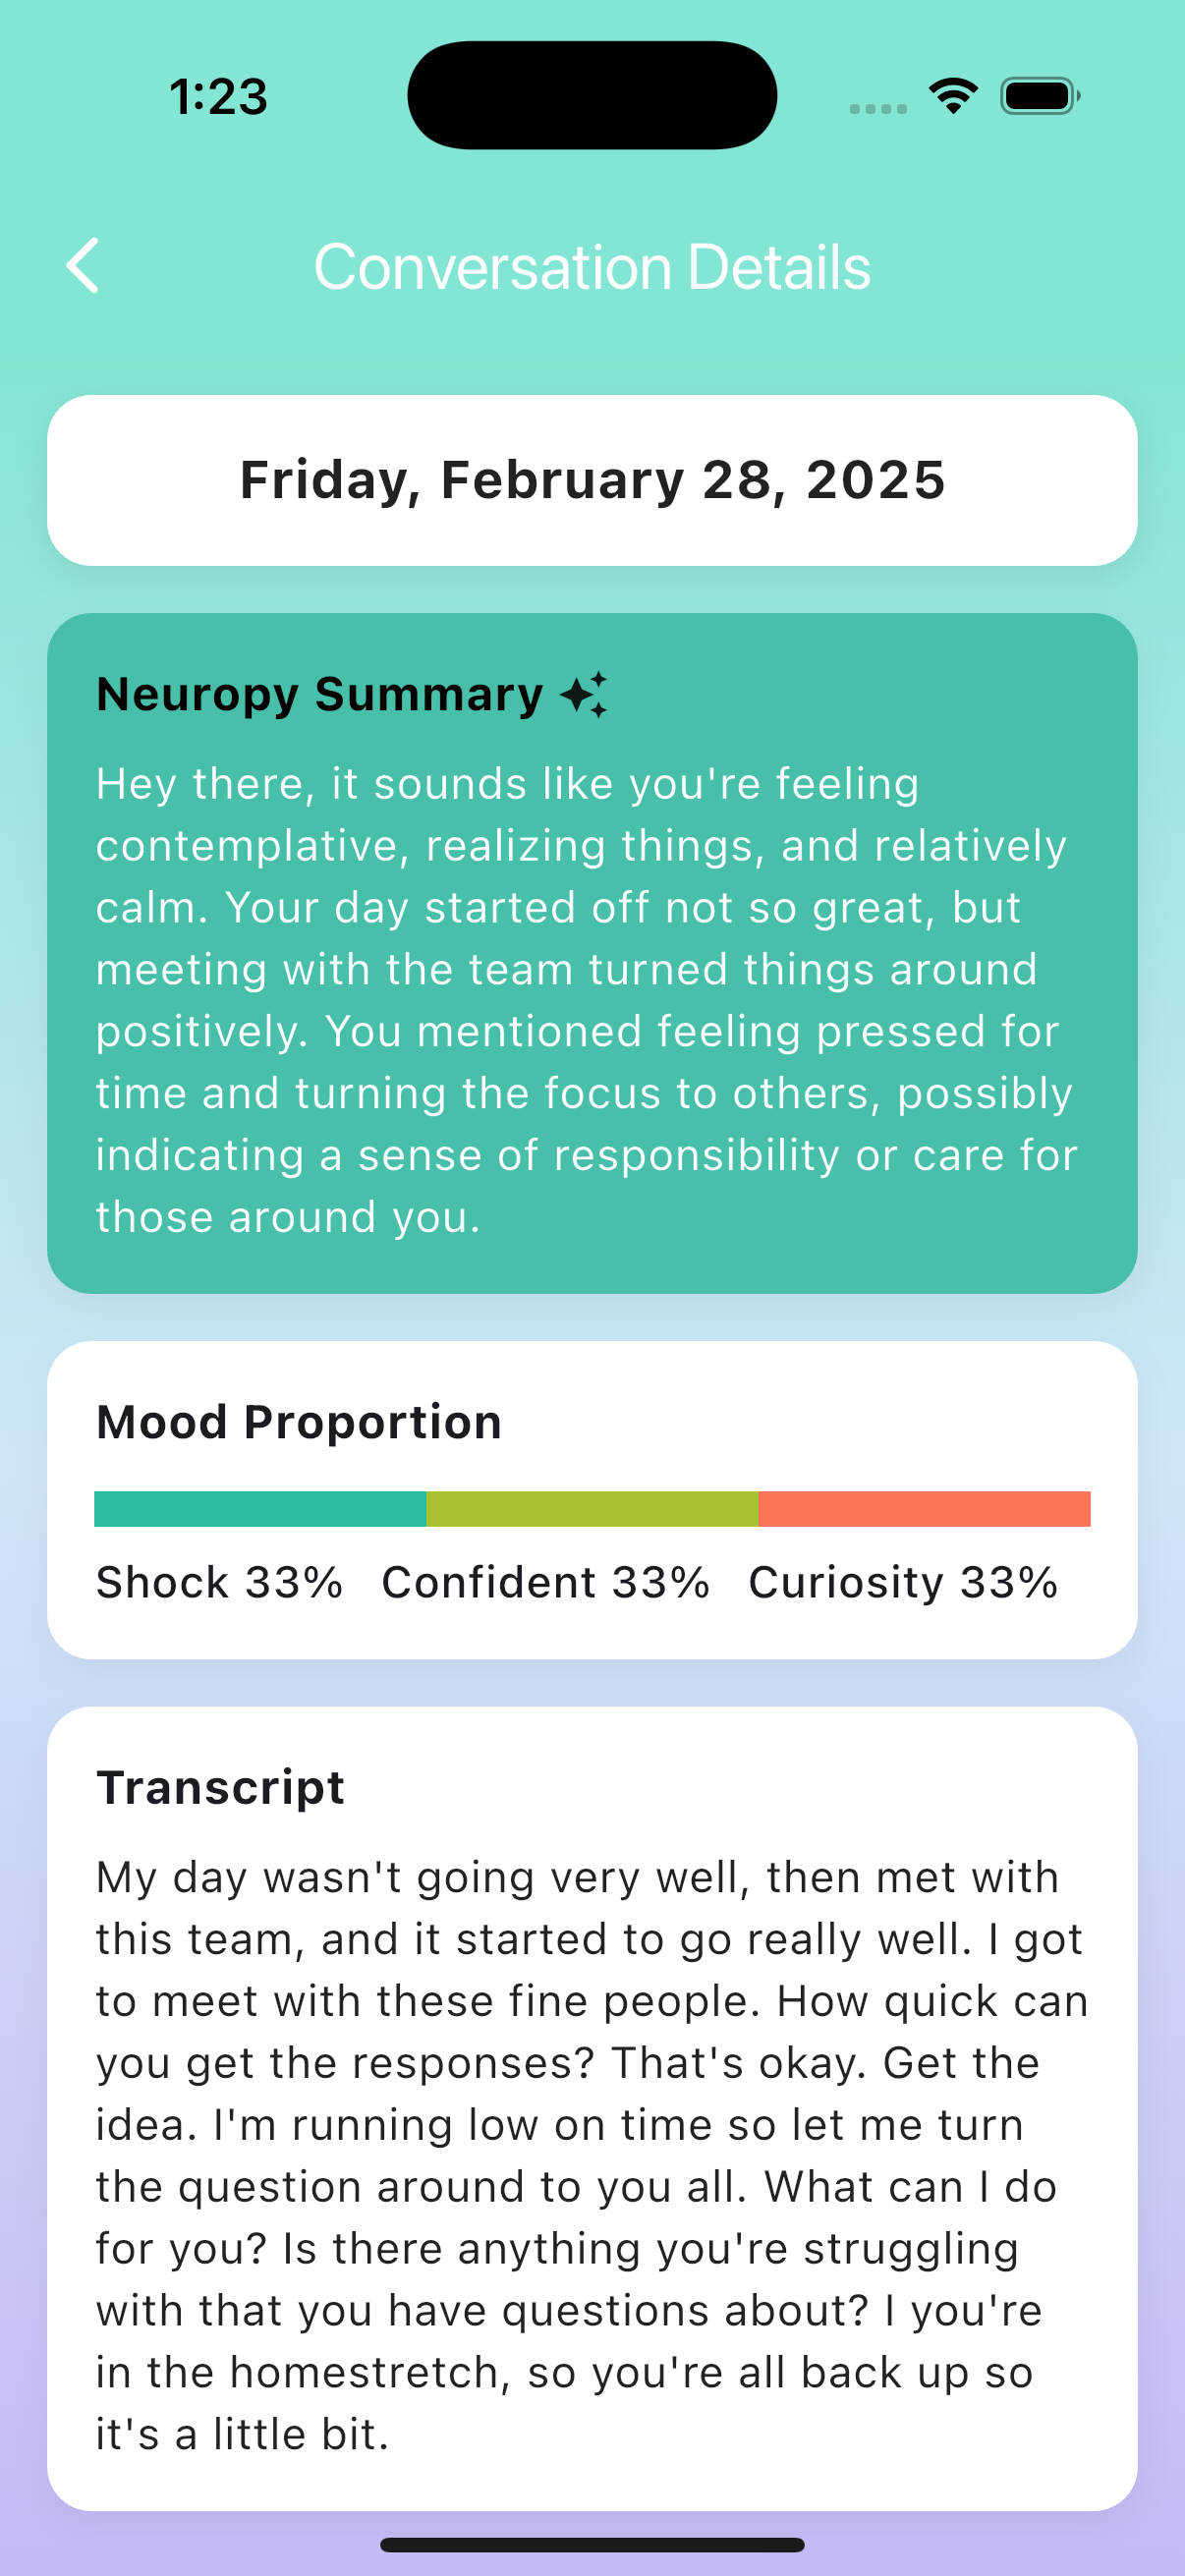 1:23
Conversation Details
Friday, February 28, 2025
Neuropy Summary
Hey there, it sounds like you're feeling
contemplative, realizing things, and relatively
calm. Your day started off not so great, but
meeting with the team turned things around
positively. You mentioned feeling pressed for
time and turning the focus to others, possibly
indicating a sense of responsibility or care for
those around you.
Mood Proportion
Shock 33% Confident 33% Curiosity 33%
Transcript
My day wasn't going very well, then met with
this team, and it started to go really well. I got
to meet with these fine people. How quick can
you get the responses? That's okay. Get the
idea. I'm running low on time so let me turn
the question around to you all. What can I do
for you? Is there anything you're struggling
with that you have questions about? I you're
in the homestretch, so you're all back up so
it's a little bit.